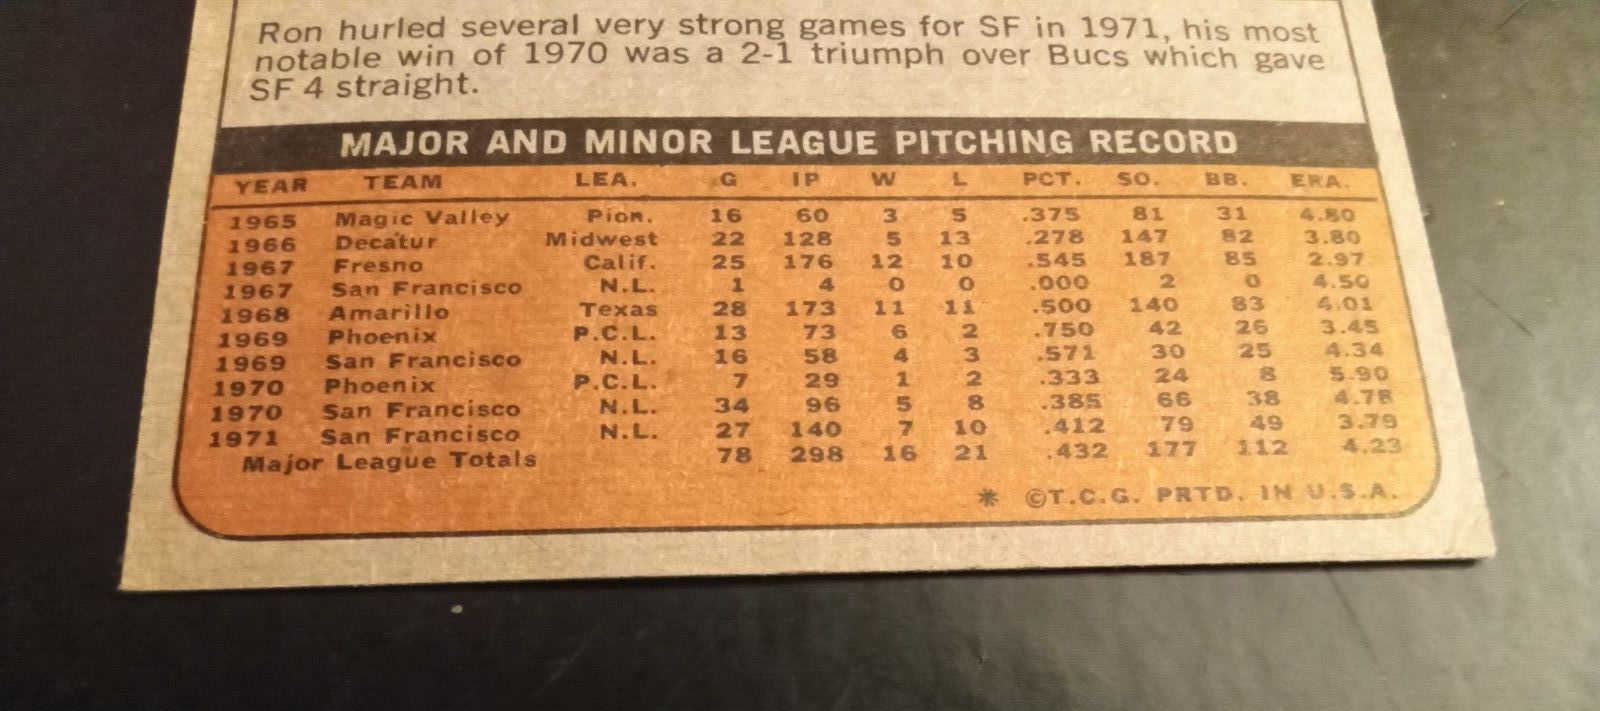 Ron hurled several very strong games for SF in 1971, his most
notable win of 1970 was a 2-1 triumph over Bucs which gave
SF 4 straight.
MAJOR AND MINOR LEAGUE PITCHING RECORD
YEAR TEAM LEA. G IP W L PCT. SO. BB. ERA.
1965 Magic Valley Pion. 16 60 3 5 .375 81 31 4.50
1966 Decatur Midwest 22 128 5 13 .278 147 82 3.80
1967 Fresno Calif. 25 176 12 10 .545 187 85 2.97
1967 San Francisco N.L. 1 4 0 0 .000 2 0 4.50
1968 Amarillo Texas 28 173 11 11 .500 140 83 4.01
1969 Phoenix P.C.L. 13 73 6 2 .750 42 26 3.45
1969 San Francisco N.L. 16 58 4 3 .571 30 25 4.34
1970 Phoenix P.C.L. 7 29 1 2 .333 24 8 5.90
1970 San Francisco N.L. 34 96 5 8 .385 66 38 4.78
1971 San Francisco N.L. 27 140 7 10 .412 79 49 3.79
Major League Totals 78 298 16 21 .432 177 112 4.23
* ©T.C.G. PRTD. IN U.S.A.